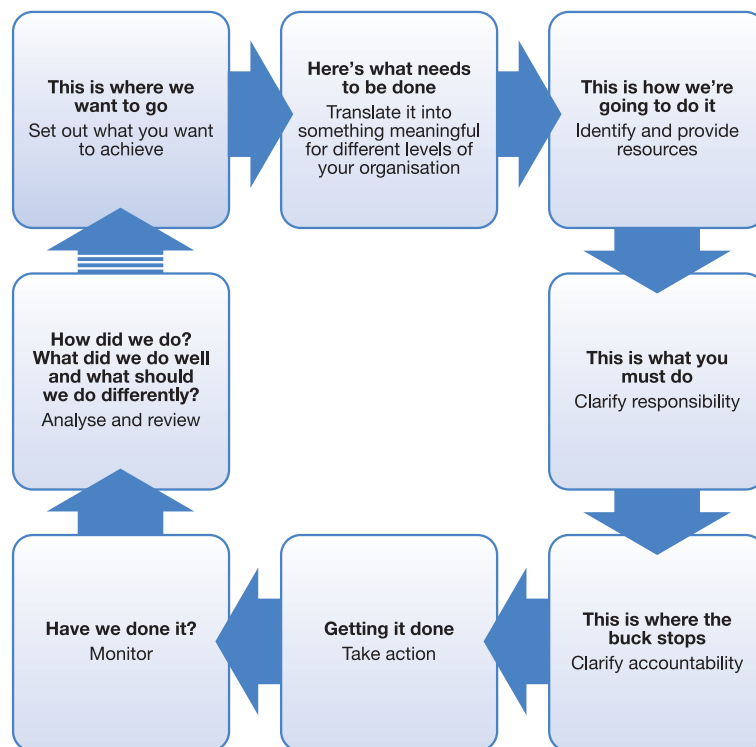 This is where we
want to go
Set out what you want
to achieve
Here’s what needs
to be done
Translate it into
something meaningful
for different levels of
your organisation
This is how we’re
going to do it
Identify and provide
resources
This is what you
must do
Clarify responsibility
This is where the
buck stops
Clarify accountability
Getting it done
Take action
Have we done it?
Monitor
How did we do?
What did we do well
and what should
we do differently?
Analyse and review